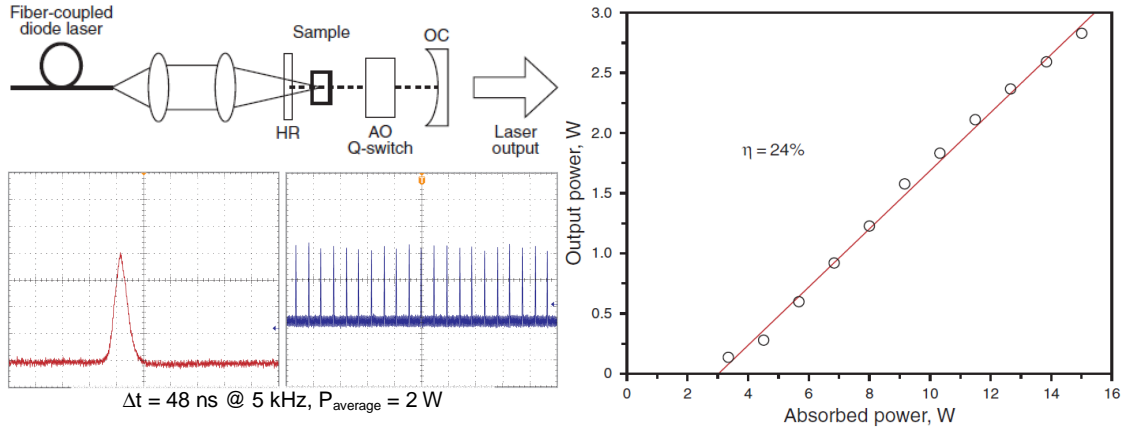 Fiber-coupled
diode laser
Sample
OC
HR
AO
Q-switch
Laser
output
T
Δt = 48 ns @ 5 kHz, Paverage = 2 W
3.0
2.5
2.0
1.5
1.0
0.5
0
Output power, W
η = 24%
0 2 4 6 8 10 12 14 16
Absorbed power, W